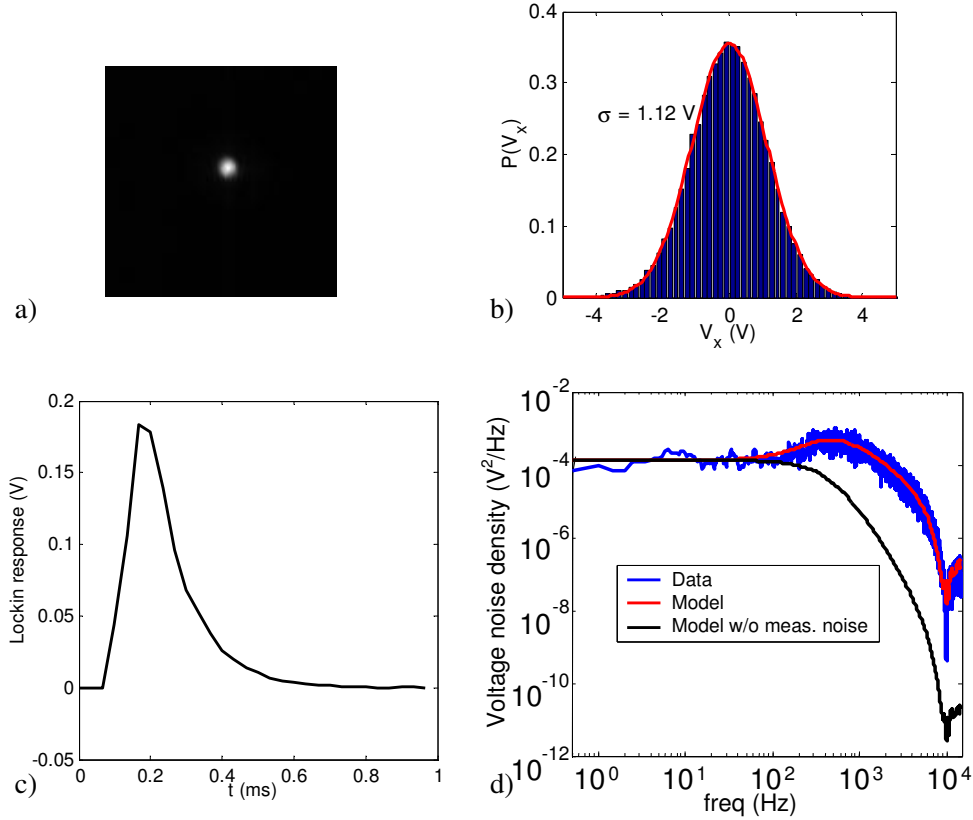 a)
0.4
0.3
0.2
0.1
0
P(V_x)
σ = 1.12 V
-4 -2 0 2 4
V_x (V)
b)
0.2
0.15
0.1
0.05
0
-0.05
Lockin response (V)
0 0.2 0.4 0.6 0.8 1
t (ms)
c)
10^-2
10^-4
10^-6
10^-8
10^-10
10^-12
Voltage noise density (V^2/Hz)
Data
Model
Model w/o meas. noise
10^0 10^1 10^2 10^3 10^4
freq (Hz)
d)